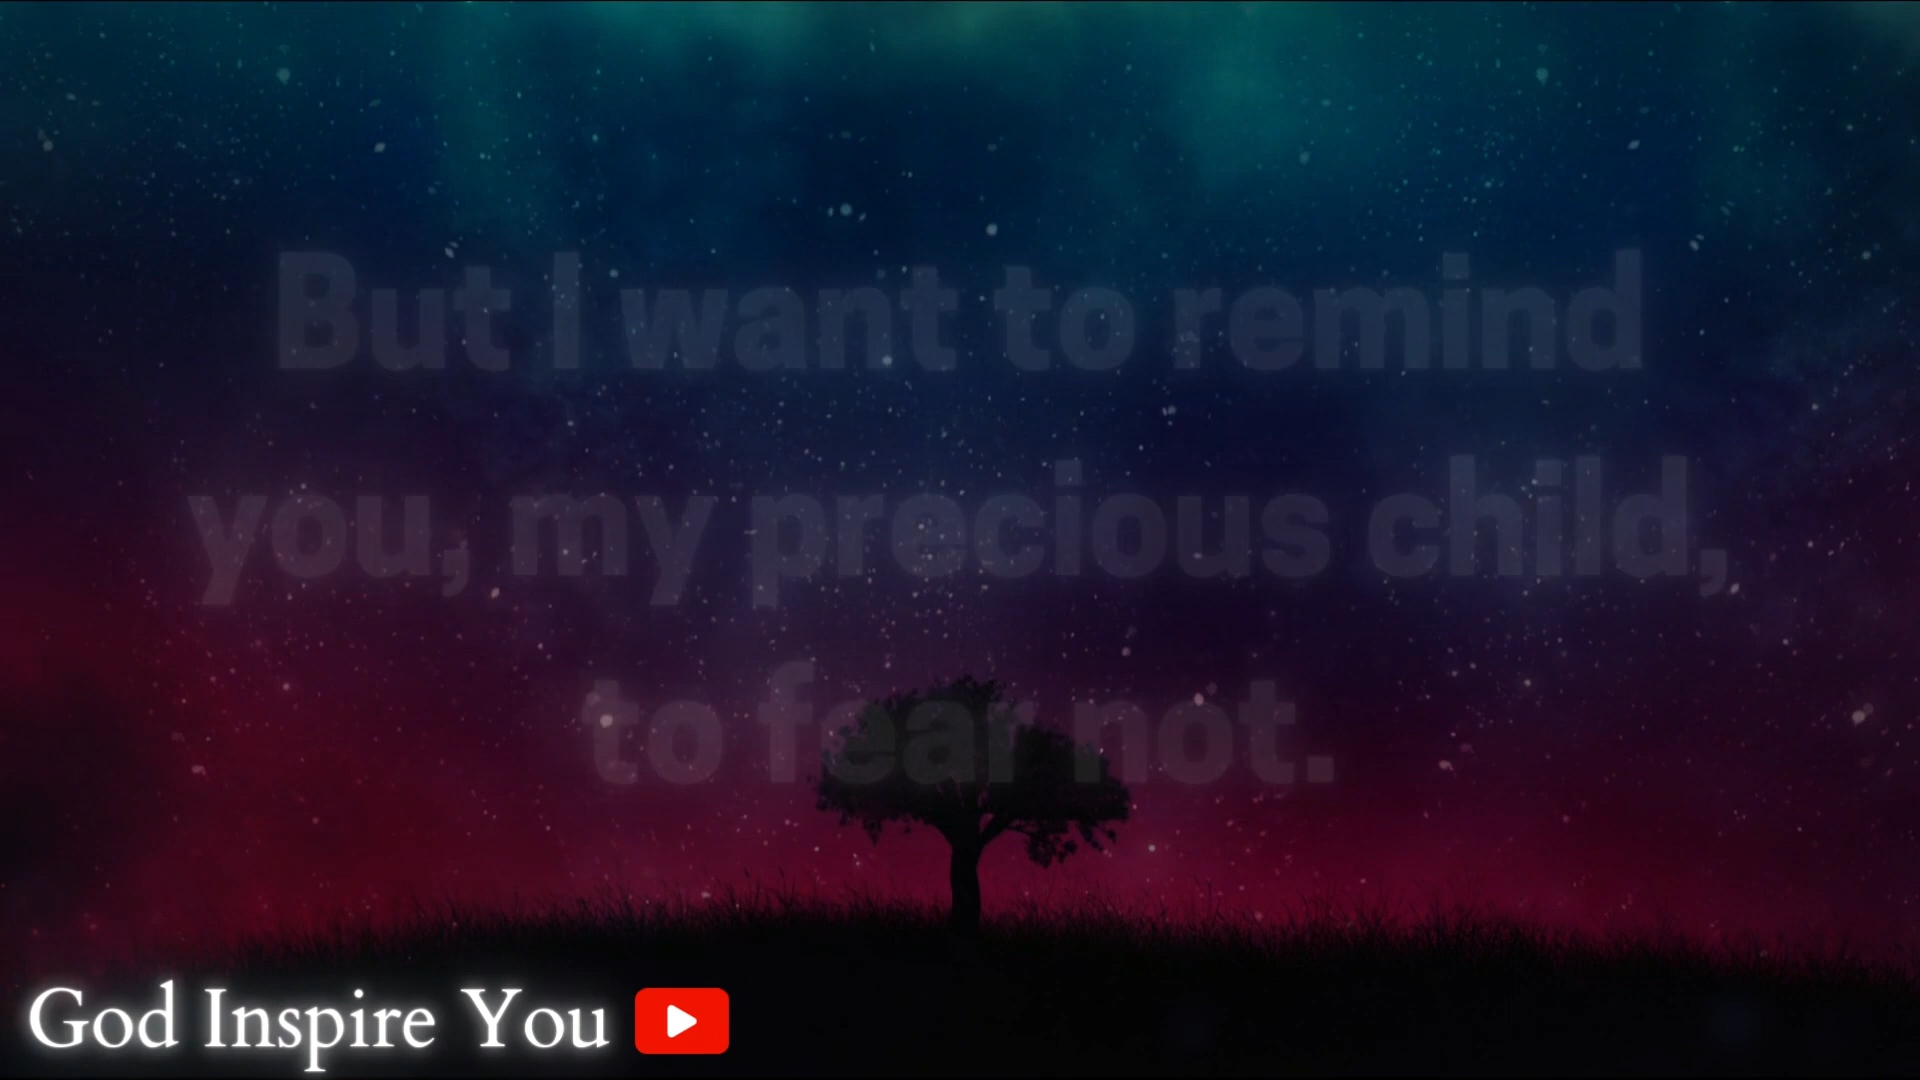 But I want to remind
you, my precious child,
to fear not.
God Inspire You